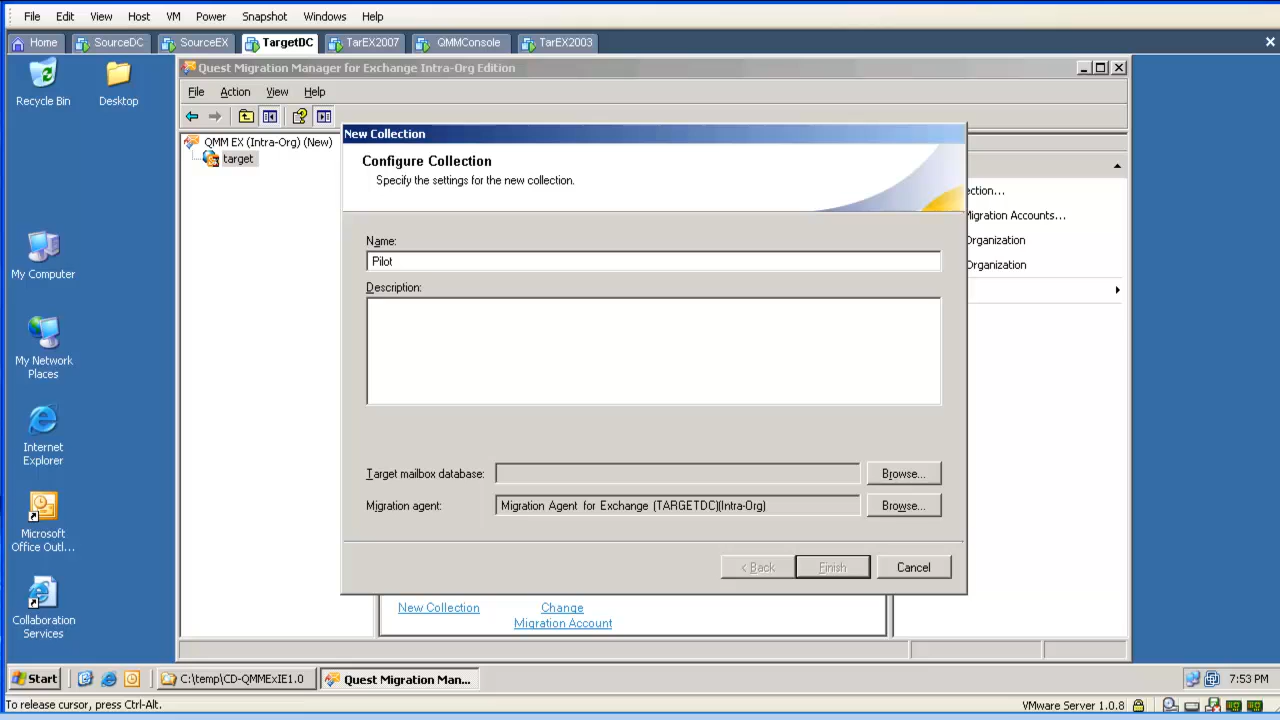 File Edit View Host VM Power Snapshot Windows Help
Home SourceDC SourceEX TargetDC TarEX2007 QMMConsole TarEX2003
Quest Migration Manager for Exchange Intra-Org Edition
Recycle Bin
Desktop
File Action View Help
QMM EX (Intra-Org) (New)
target
New Collection
Configure Collection
Specify the settings for the new collection.
ection...
Migration Accounts...
Organization
Organization
Name:
Pilot
Description:
Target mailbox database:
Browse...
Migration agent:
Migration Agent for Exchange (TARGETDC)(Intra-Org)
Browse...
< Back Finish Cancel
New Collection
Change
Migration Account
My Computer
My Network
Places
Internet
Explorer
Microsoft
Office Outl...
Collaboration
Services
Start
C:\temp\CD-QMMExIE1.0
Quest Migration Man...
7:53 PM
To release cursor, press Ctrl-Alt.
VMware Server 1.0.8